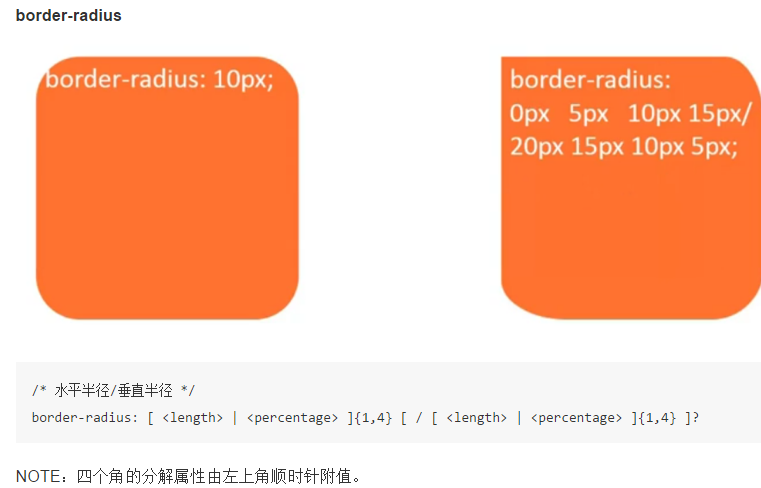 border-radius
border-radius: 10px;
border-radius:
0px 5px 10px 15px/
20px 15px 10px 5px;
/* 水平半径/垂直半径 */
border-radius: [ <length> | <percentage> ]{1,4} [ / [ <length> | <percentage> ]{1,4} ]?
NOTE：四个角的分解属性由左上角顺时针附值。